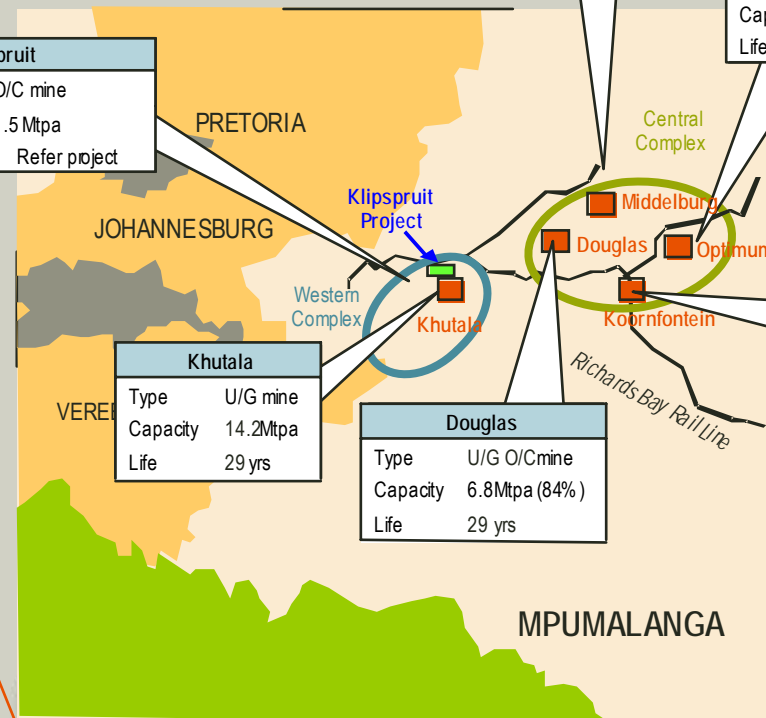 Cap
Life
pruit
O/C mine
.5 Mtpa
Refer project
PRETORIA
Central
Complex
Klipspruit
Project
Middelburg
JOHANNESBURG
Douglas
Optimum
Western
Complex
Khutala
Koornfontein
Khutala
Type U/G mine
Capacity 14.2Mtpa
Life 29 yrs
VEREE
Richards Bay Rail Line
Douglas
Type U/G O/Cmine
Capacity 6.8Mtpa (84%)
Life 29 yrs
MPUMALANGA